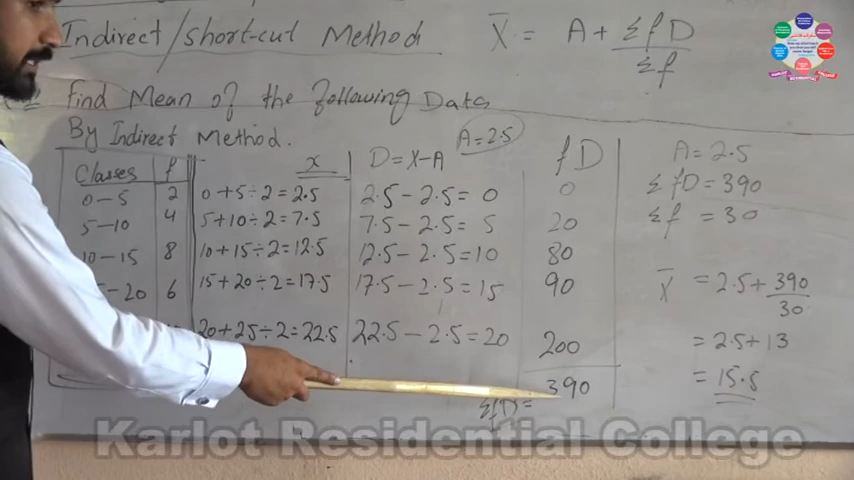 Indirect/short-cut Method X̄ = A + ΣfD / Σf
Find Mean of the following Data
By Indirect Method.
Classes f x D = X-A A=2.5 fD
0-5 2 0+5÷2=2.5 2.5-2.5=0 0
5-10 4 5+10÷2=7.5 7.5-2.5=5 20
10-15 8 10+15÷2=12.5 12.5-2.5=10 80
-20 6 15+20÷2=17.5 17.5-2.5=15 90
20+25÷2=22.5 22.5-2.5=20 200
ΣfD= 390
A=2.5
ΣfD=390
Σf=30
X̄ = 2.5+390/30
= 2.5+13
= 15.5
Karlot Residential College